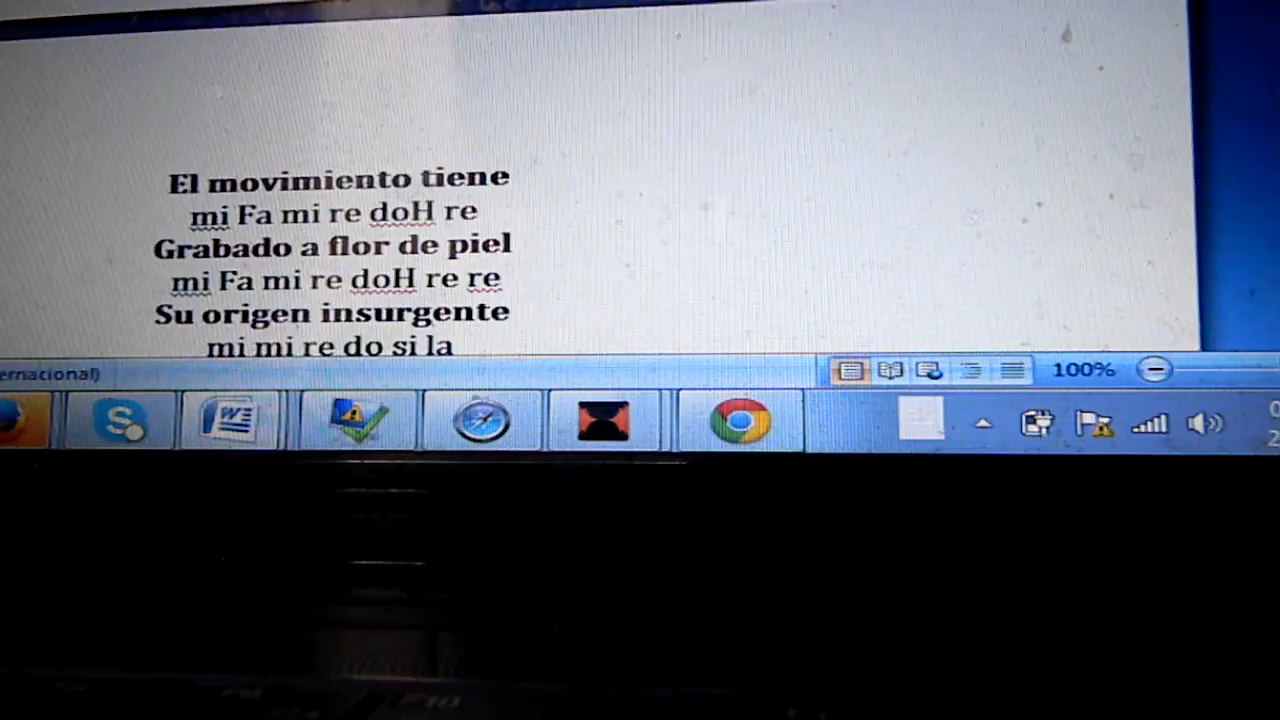 El movimiento tiene
mi Fa mi re doH re
Grabado a flor de piel
mi Fa mi re doH re re
Su origen insurgente
mi mi re do si la
ernacional)
100%
F10